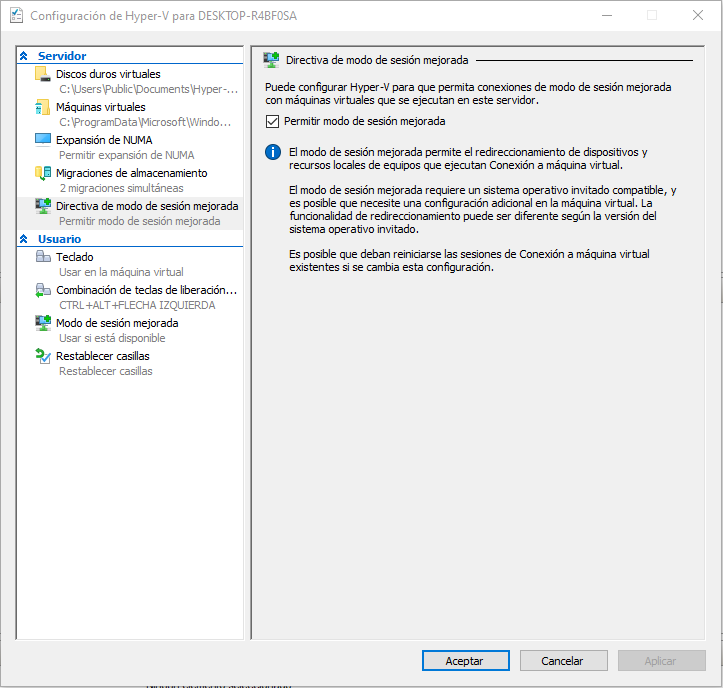 Configuración de Hyper-V para DESKTOP-R4BF0SA
Servidor
Discos duros virtuales
C:\Users\Public\Documents\Hyper-...
Máquinas virtuales
C:\ProgramData\Microsoft\Windo...
Expansión de NUMA
Permitir expansión de NUMA
Migraciones de almacenamiento
2 migraciones simultáneas
Directiva de modo de sesión mejorada
Permitir modo de sesión mejorada
Usuario
Teclado
Usar en la máquina virtual
Combinación de teclas de liberación...
CTRL+ALT+FLECHA IZQUIERDA
Modo de sesión mejorada
Usar si está disponible
Restablecer casillas
Restablecer casillas
Directiva de modo de sesión mejorada
Puede configurar Hyper-V para que permita conexiones de modo de sesión mejorada
con máquinas virtuales que se ejecutan en este servidor.
Permitir modo de sesión mejorada
El modo de sesión mejorada permite el redireccionamiento de dispositivos y
recursos locales de equipos que ejecutan Conexión a máquina virtual.
El modo de sesión mejorada requiere un sistema operativo invitado compatible, y
es posible que necesite una configuración adicional en la máquina virtual. La
funcionalidad de redireccionamiento puede ser diferente según la versión del
sistema operativo invitado.
Es posible que deban reiniciarse las sesiones de Conexión a máquina virtual
existentes si se cambia esta configuración.
Aceptar
Cancelar
Aplicar